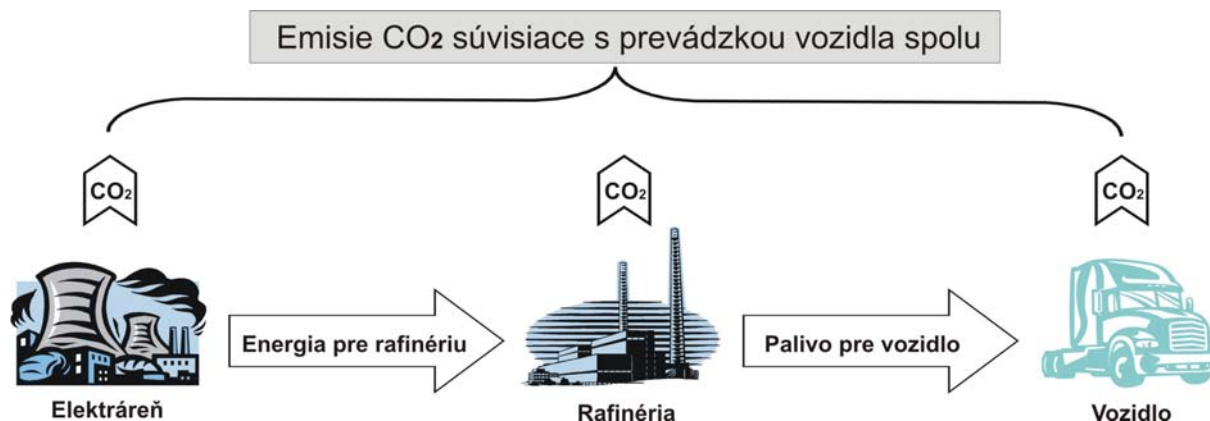 Emisie CO2 súvisiace s prevádzkou vozidla spolu
CO2
CO2
CO2
Energia pre rafinériu
Palivo pre vozidlo
Elektráreň
Rafinéria
Vozidlo